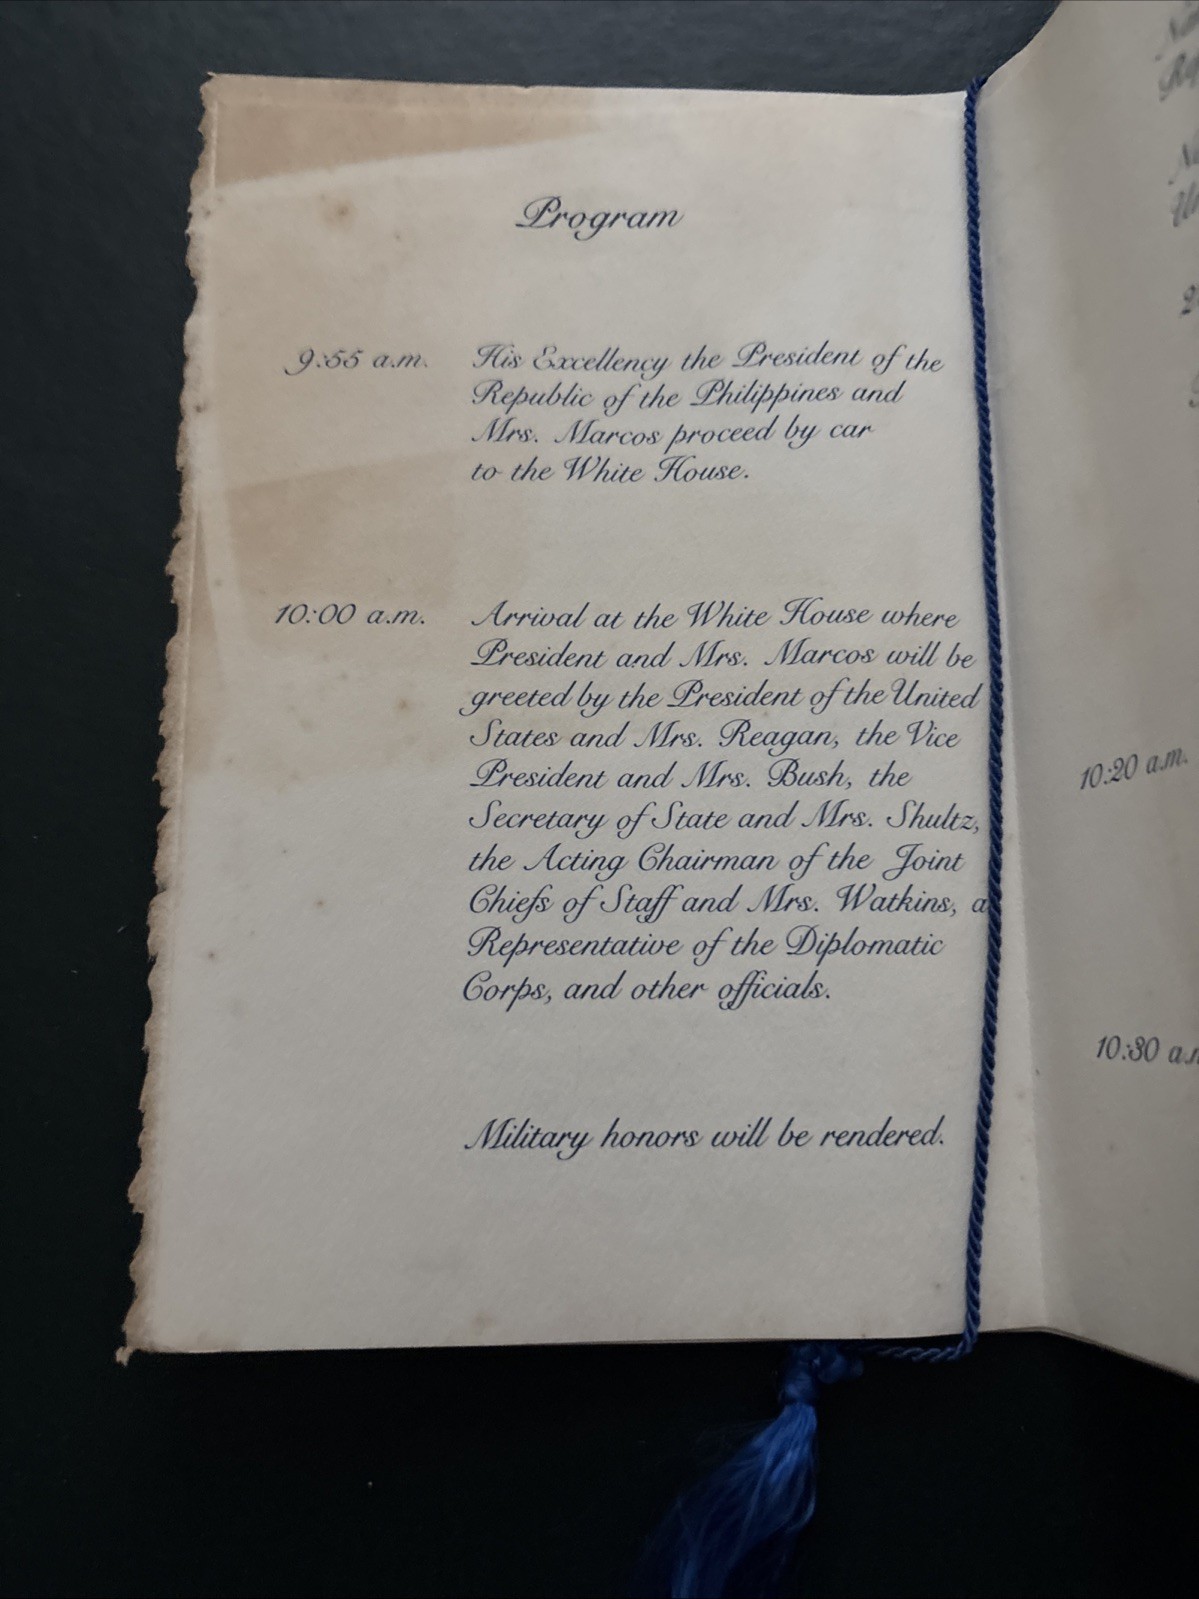 Program
9:55 a.m. His Excellency the President of the
Republic of the Philippines and
Mrs. Marcos proceed by car
to the White House.
10:00 a.m. Arrival at the White House where
President and Mrs. Marcos will be
greeted by the President of the United
States and Mrs. Reagan, the Vice
President and Mrs. Bush, the
Secretary of State and Mrs. Shultz,
the Acting Chairman of the Joint
Chiefs of Staff and Mrs. Watkins, a
Representative of the Diplomatic
Corps, and other officials.
Military honors will be rendered.
10:20 a.m.
10:30